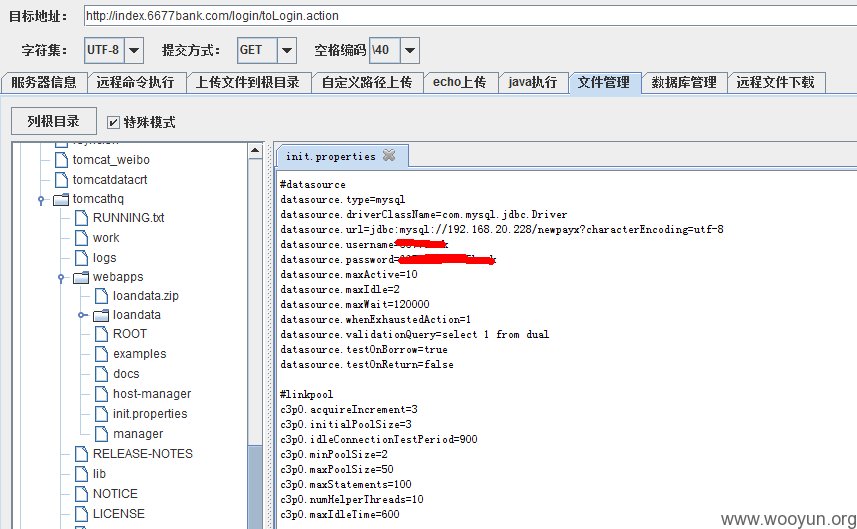 目标地址： http://index.6677bank.com/login/toLogin.action
字符集： UTF-8 提交方式： GET 空格编码 \40
服务器信息 远程命令执行 上传文件到根目录 自定义路径上传 echo上传 java执行 文件管理 数据库管理 远程文件下载
列根目录 特殊模式
tomcat_weibo
tomcatdatacrt
tomcathq
RUNNING.txt
work
logs
webapps
loandata.zip
loandata
ROOT
examples
docs
host-manager
init.properties
manager
RELEASE-NOTES
lib
NOTICE
LICENSE
init.properties
#datasource
datasource.type=mysql
datasource.driverClassName=com.mysql.jdbc.Driver
datasource.url=jdbc:mysql://192.168.20.228/newpayx?characterEncoding=utf-8
datasource.username=
datasource.password=
datasource.maxActive=10
datasource.maxIdle=2
datasource.maxWait=120000
datasource.whenExhaustedAction=1
datasource.validationQuery=select 1 from dual
datasource.testOnBorrow=true
datasource.testOnReturn=false
#linkpool
c3p0.acquireIncrement=3
c3p0.initialPoolSize=3
c3p0.idleConnectionTestPeriod=900
c3p0.minPoolSize=2
c3p0.maxPoolSize=50
c3p0.maxStatements=100
c3p0.numHelperThreads=10
c3p0.maxIdleTime=600
www.wooyun.org